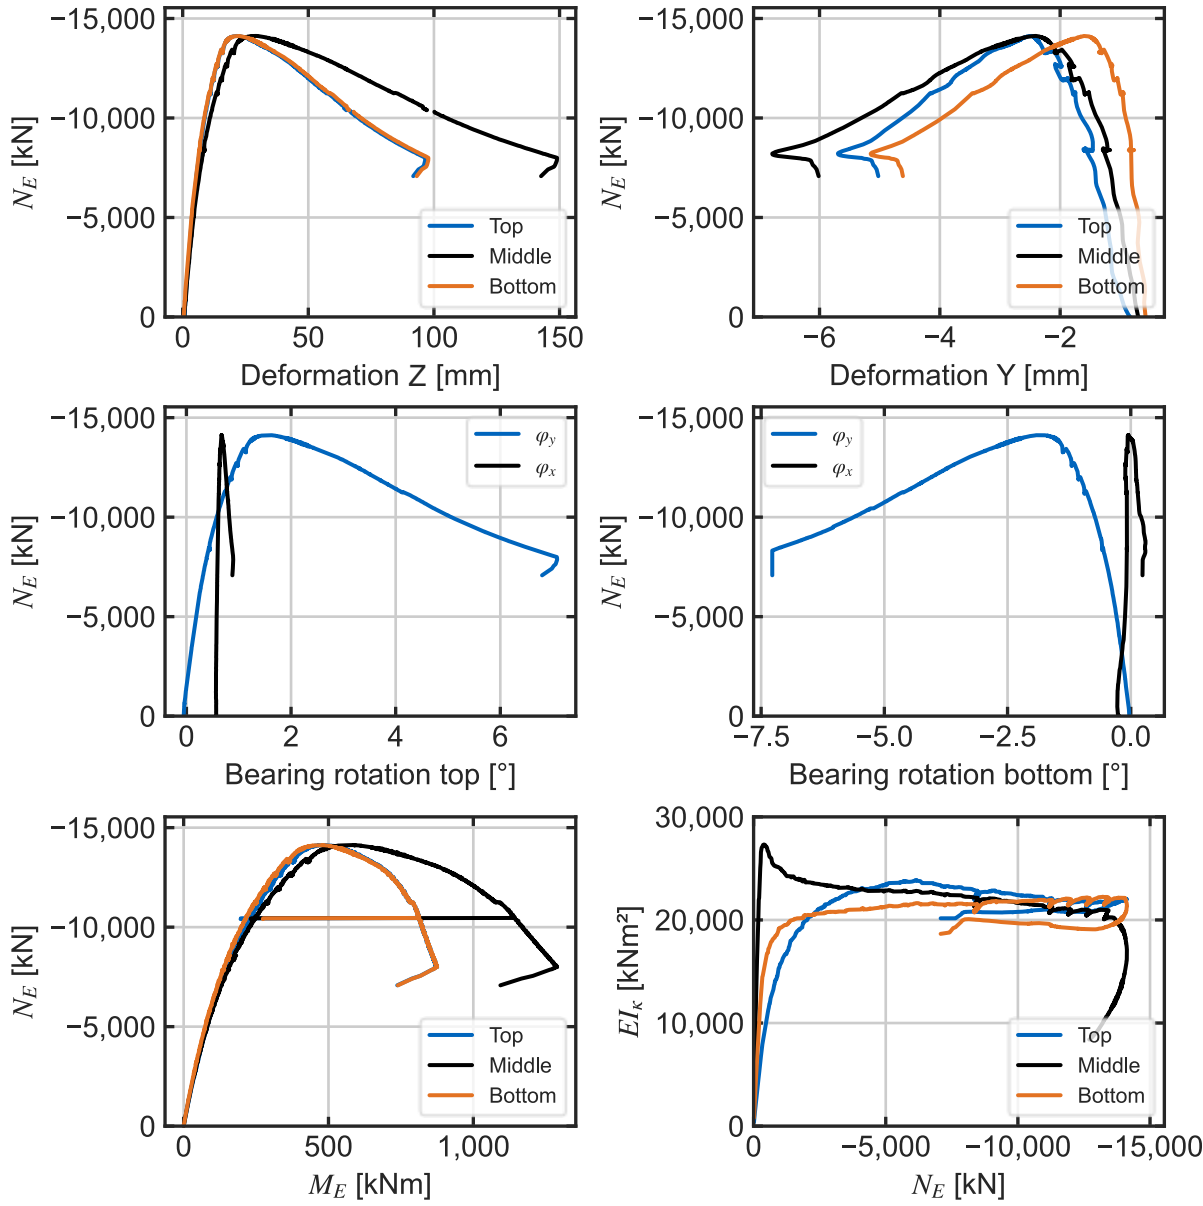 −15,000
−10,000
−5,000
0
N_E [kN]
0
50
100
150
Deformation Z [mm]
Top
Middle
Bottom
−15,000
−10,000
−5,000
0
N_E [kN]
−6
−4
−2
Deformation Y [mm]
Top
Middle
Bottom
−15,000
−10,000
−5,000
0
N_E [kN]
0
2
4
6
Bearing rotation top [°]
φ_y
φ_x
−15,000
−10,000
−5,000
0
N_E [kN]
−7.5
−5.0
−2.5
0.0
Bearing rotation bottom [°]
φ_y
φ_x
−15,000
−10,000
−5,000
0
N_E [kN]
0
500
1,000
M_E [kNm]
Top
Middle
Bottom
30,000
20,000
10,000
0
EI_κ [kNm²]
0
−5,000
−10,000
−15,000
N_E [kN]
Top
Middle
Bottom